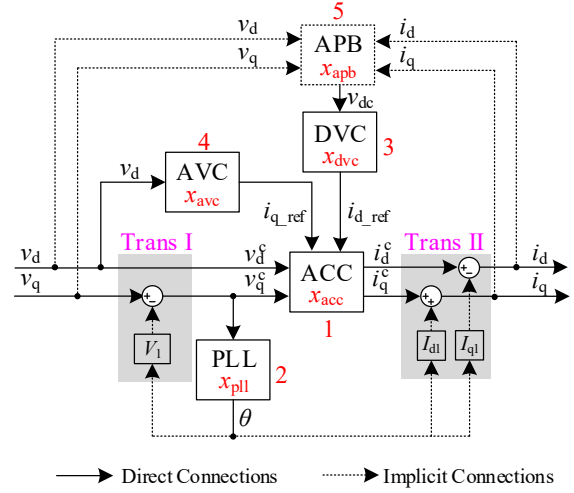 5
v_d
v_q
APB
x_apb
i_d
i_q
v_dc
4
AVC
x_avc
v_d
DVC
x_dvc
3
i_q_ref
i_d_ref
Trans I
Trans II
v_d
v_q
v_d^c
v_q^c
ACC
x_acc
1
i_d^c
i_q^c
i_d
i_q
+
−
+
−
+
+
V_1
I_d1
I_q1
PLL
x_pll
2
θ
Direct Connections
Implicit Connections